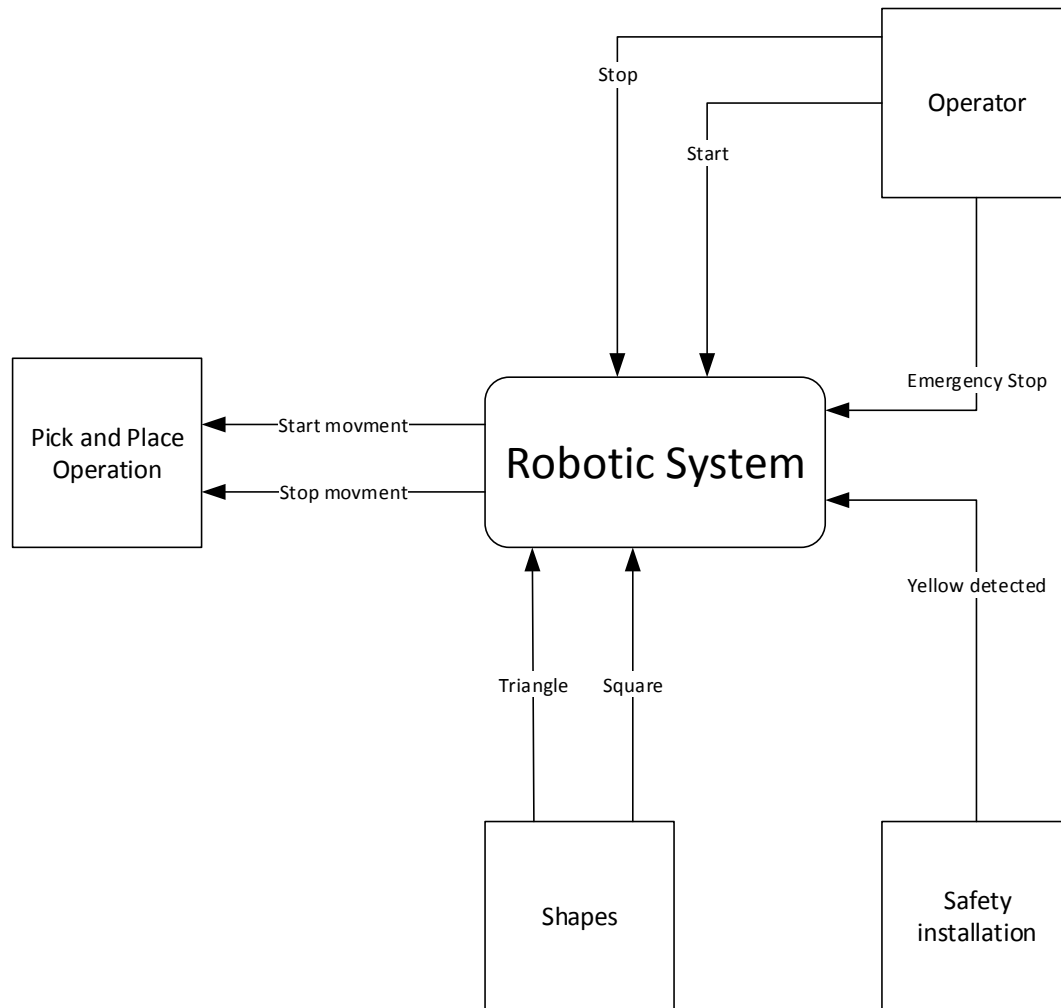 Stop
Operator
Start
Emergency Stop
Pick and Place
Operation
Start movment
Stop movment
Robotic System
Yellow detected
Triangle
Square
Shapes
Safety
installation